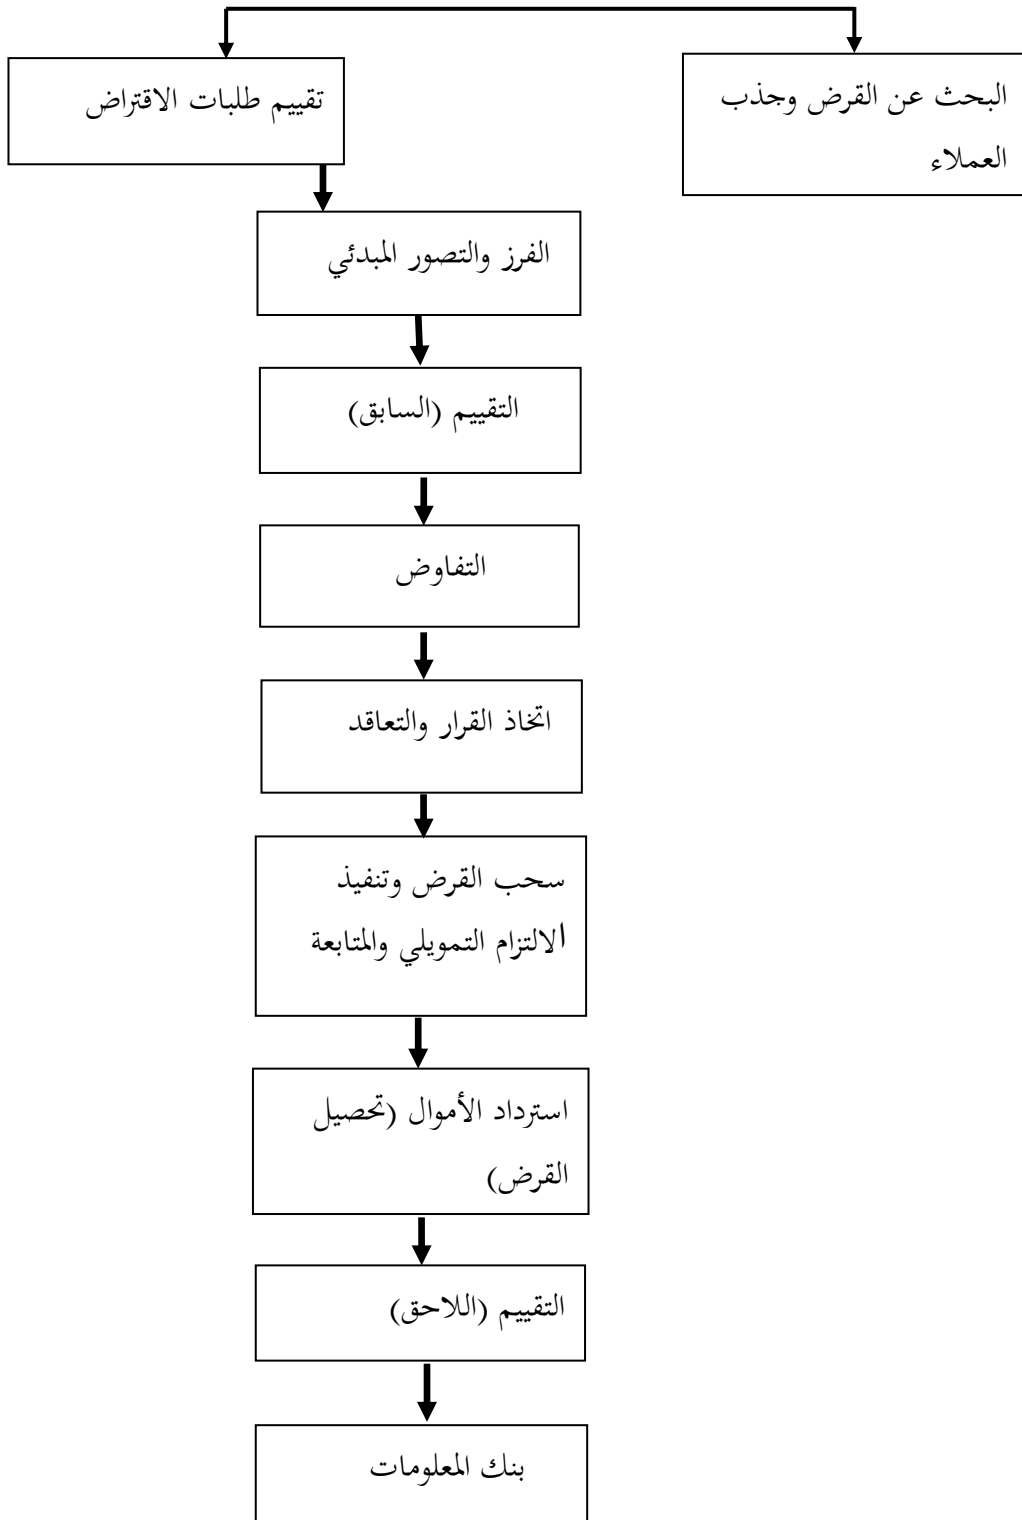 البحث عن القرض وجذب
العملاء
تقييم طلبات الاقتراض
الفرز والتصور المبدئي
التقييم (السابق)
التفاوض
اتخاذ القرار والتعاقد
سحب القرض وتنفيذ
الالتزام التمويلي والمتابعة
استرداد الأموال (تحصيل
القرض)
التقييم (اللاحق)
بنك المعلومات